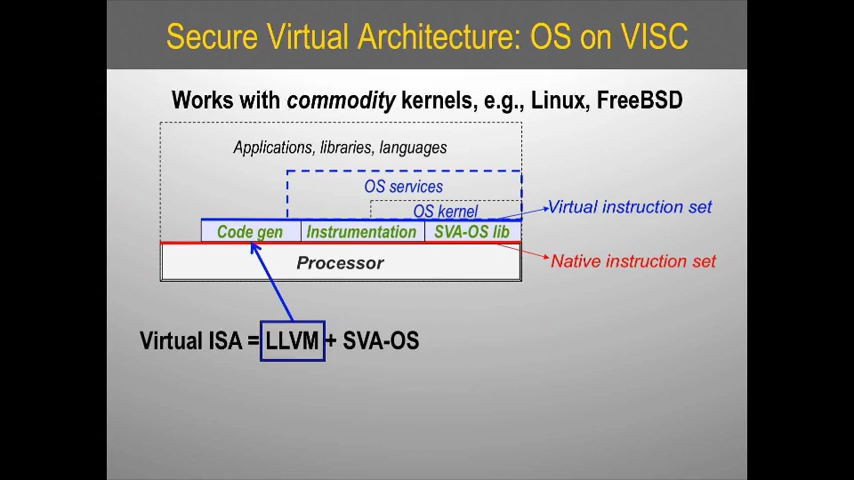 Secure Virtual Architecture: OS on VISC
Works with commodity kernels, e.g., Linux, FreeBSD
Applications, libraries, languages
OS services
OS kernel
Virtual instruction set
Code gen
Instrumentation
SVA-OS lib
Native instruction set
Processor
Virtual ISA = LLVM + SVA-OS